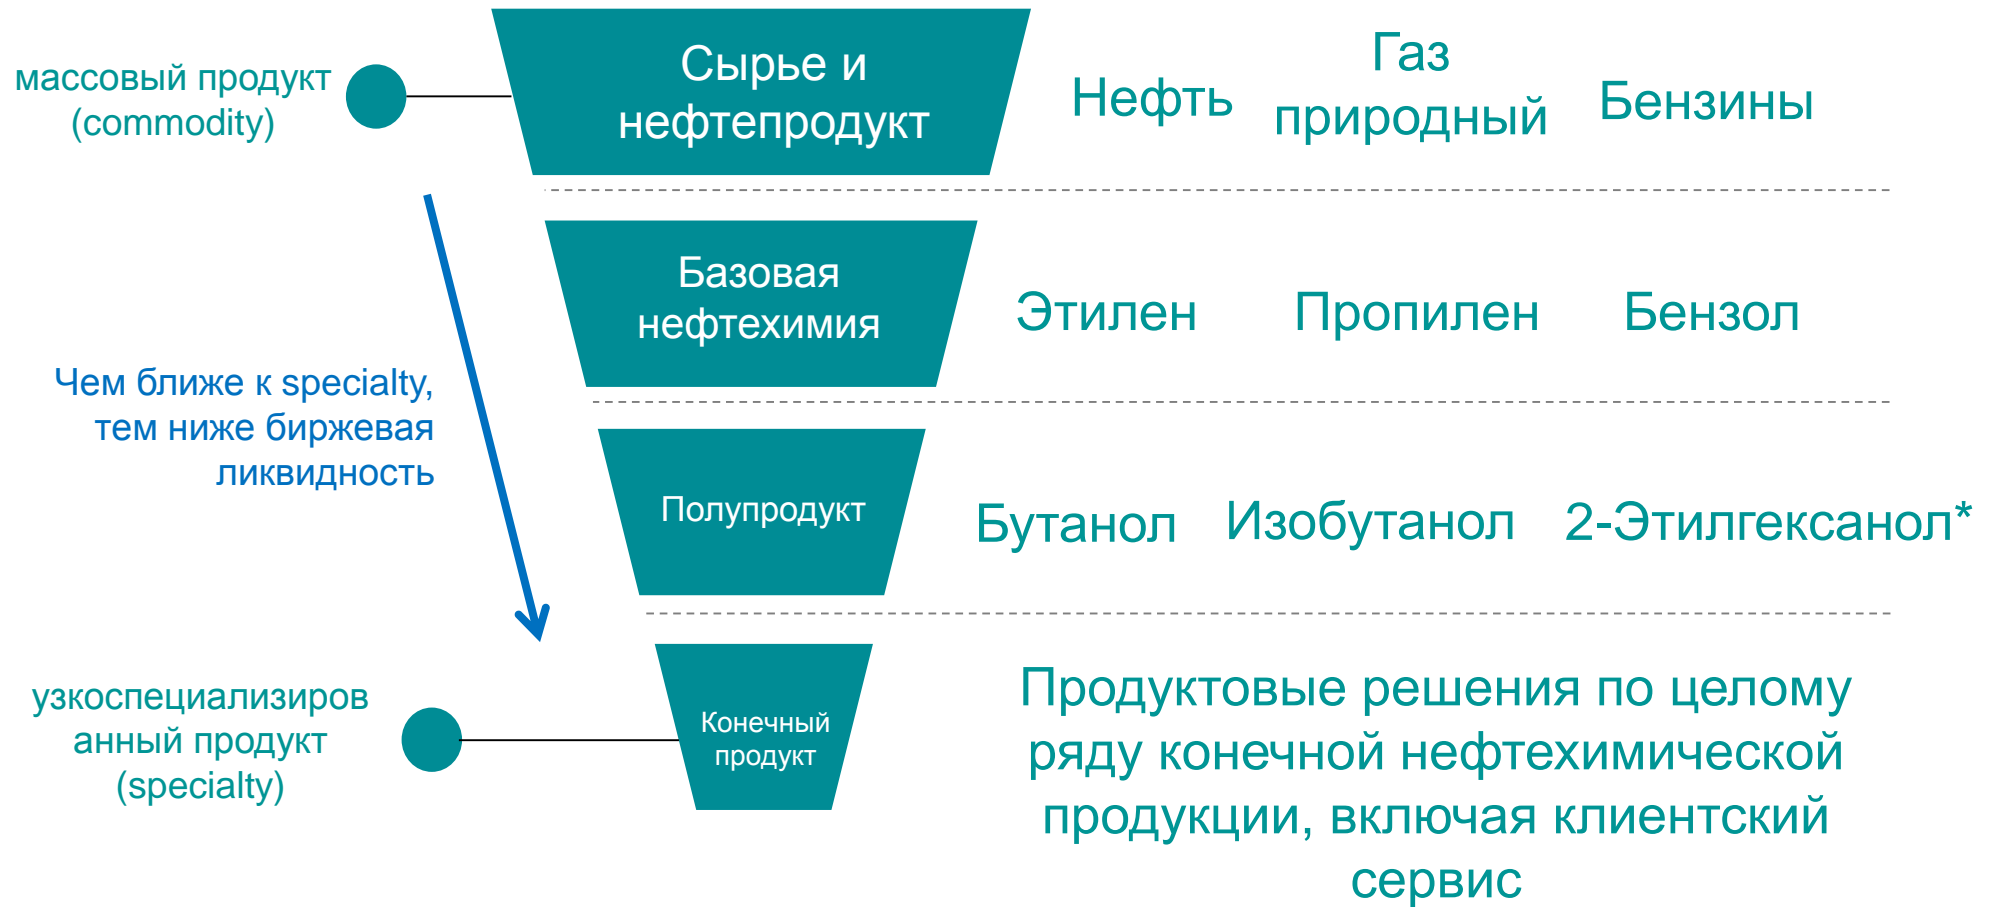 массовый продукт
(commodity)
Сырье и
нефтепродукт
Нефть
Газ
природный
Бензины
Базовая
нефтехимия
Этилен
Пропилен
Бензол
Чем ближе к specialty,
тем ниже биржевая
ликвидность
Полупродукт
Бутанол
Изобутанол
2-Этилгексанол*
узкоспециализиров
анный продукт
(specialty)
Конечный
продукт
Продуктовые решения по целому
ряду конечной нефтехимической
продукции, включая клиентский
сервис